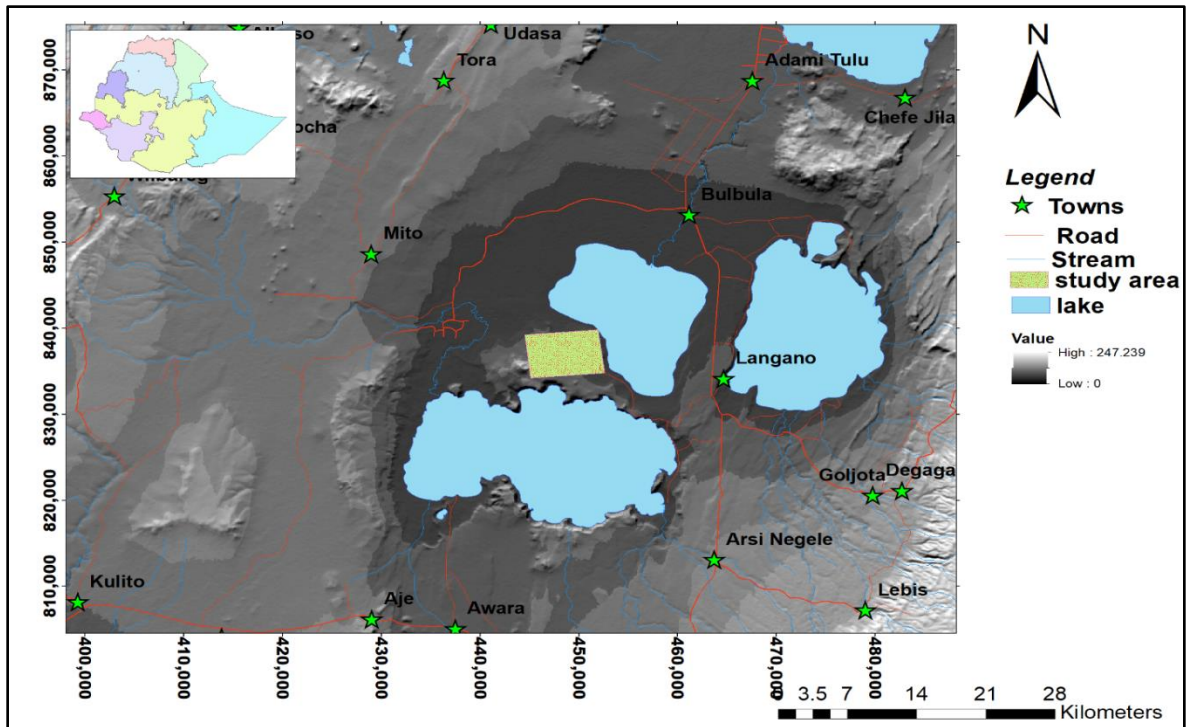 Udasa
Tora
Adami Tulu
Chefe Jila
ocha
Bulbula
Mito
Langano
Goljota
Degaga
Arsi Negele
Kulito
Aje
Awara
Lebis
870,000
860,000
850,000
840,000
830,000
820,000
810,000
400,000
410,000
420,000
430,000
440,000
450,000
460,000
470,000
480,000
N
Legend
Towns
Road
Stream
study area
lake
Value
High : 247.239
Low : 0
0 3.5 7 14 21 28
Kilometers